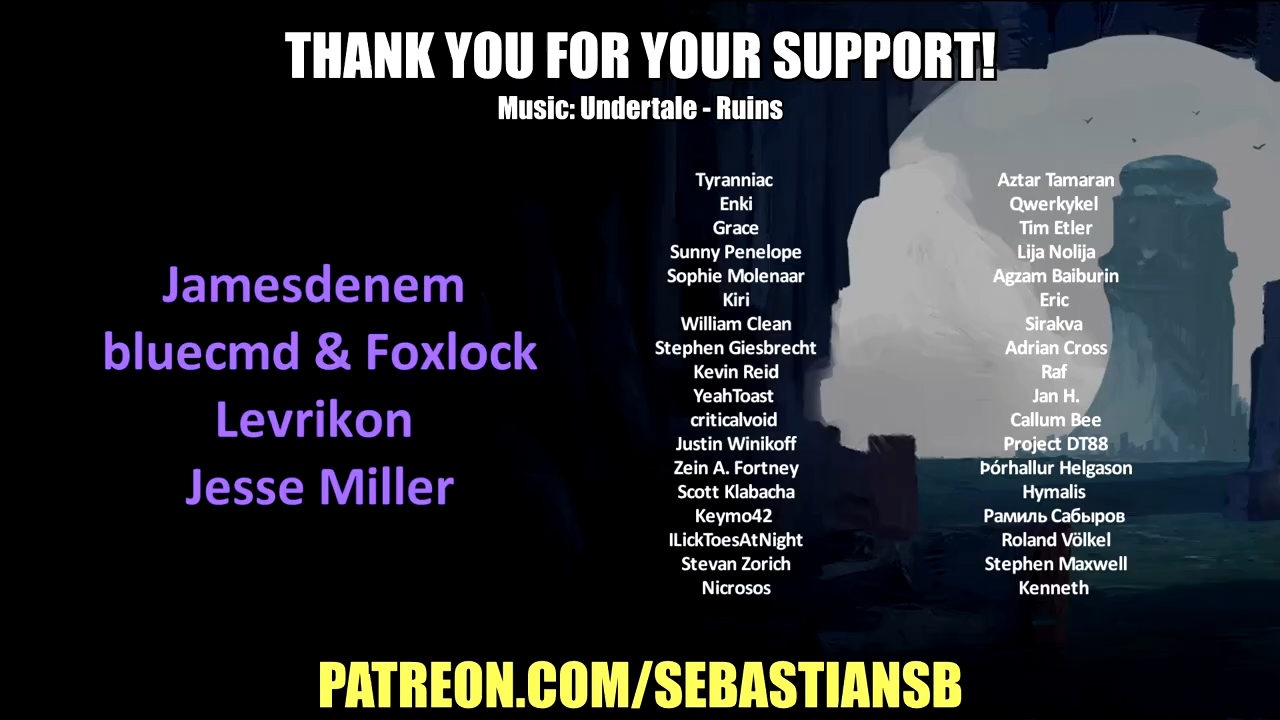 THANK YOU FOR YOUR SUPPORT!
Music: Undertale - Ruins
Jamesdenem
bluecmd & Foxlock
Levrikon
Jesse Miller
Tyranniac
Enki
Grace
Sunny Penelope
Sophie Molenaar
Kiri
William Clean
Stephen Giesbrecht
Kevin Reid
YeahToast
criticalvoid
Justin Winikoff
Zein A. Fortney
Scott Klabacha
Keymo42
ILickToesAtNight
Stevan Zorich
Nicrosos
Aztar Tamaran
Qwerkykel
Tim Etler
Lija Nolija
Agzam Baiburin
Eric
Sirakva
Adrian Cross
Raf
Jan H.
Callum Bee
Project DT88
Þórhallur Helgason
Hymalis
Рамиль Сабыров
Roland Völkel
Stephen Maxwell
Kenneth
PATREON.COM/SEBASTIANSB